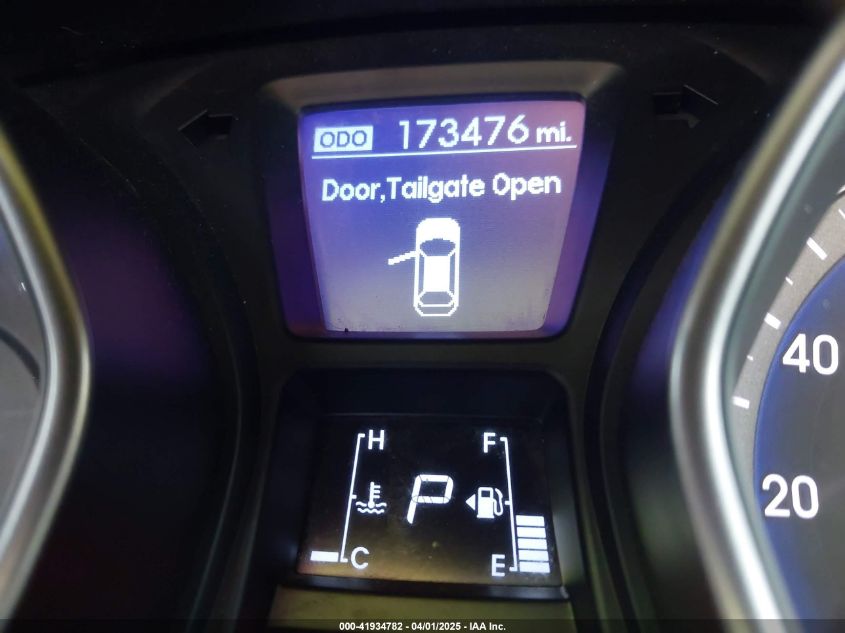 ODO 173476 mi.
Door,Tailgate Open
40
20
H F
P
C E
000-41934782 - 04/01/2025 - IAA Inc.